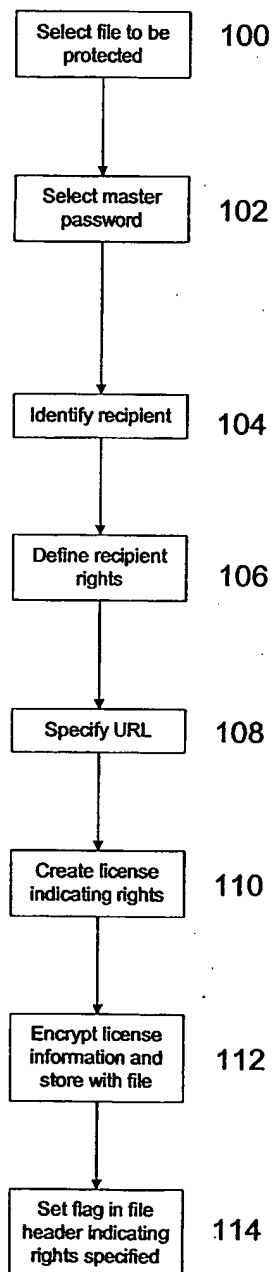 Select file to be
protected
100
Select master
password
102
Identify recipient
104
Define recipient
rights
106
Specify URL
108
Create license
indicating rights
110
Encrypt license
information and
store with file
112
Set flag in file
header indicating
rights specified
114